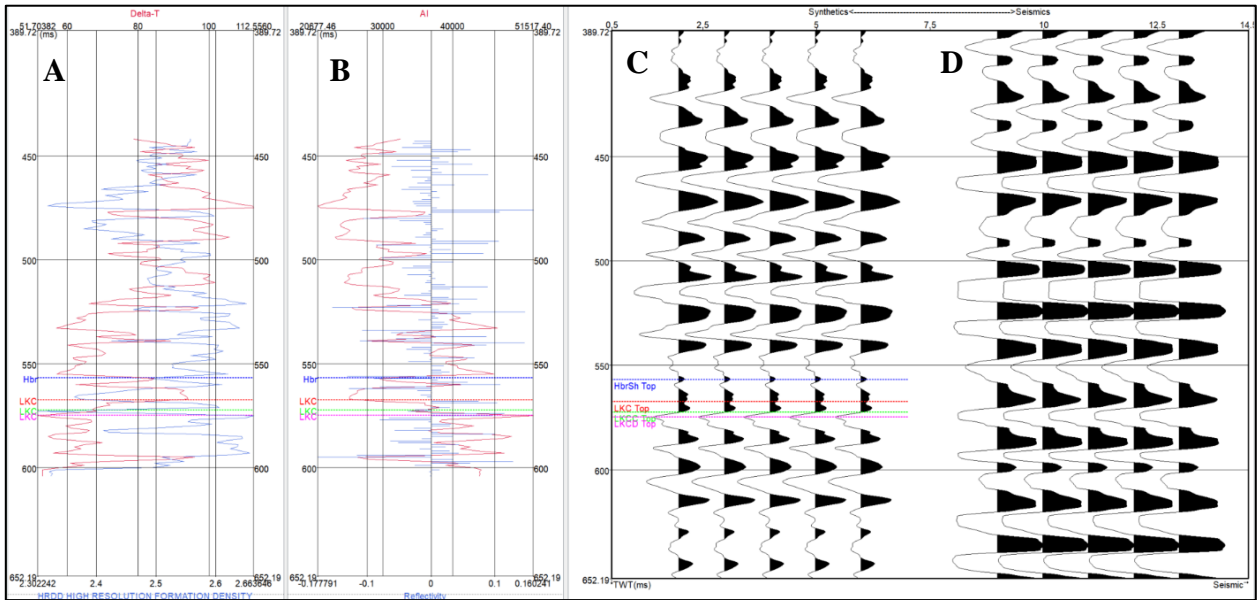 Delta-T
51.70382 60 80 100 112.5560
389.72 (ms) 389.72
A
450 450
500 500
550 550
Hbr
LKC
LKC
LKC
600 600
652.19 652.19
2.302242 2.4 2.5 2.6 2.663646
HRDD HIGH RESOLUTION FORMATION DENSITY
AI
20677.46 30000 40000 51517.40
389.72 (ms) 389.72
B
450
500
550
Hbr
LKC
LKC
LKC
600
652.19 652.19
-0.177791 -0.1 0 0.1 0.160241
Reflectivity
Synthetics<-->Seismics
0.5 2,5 5 7,5 10 12.5 14.5
389.72
C D
450
500
550
HbrSh Top
LKC Top
LKCD Top
600
652.19
TWT(ms) Seismic